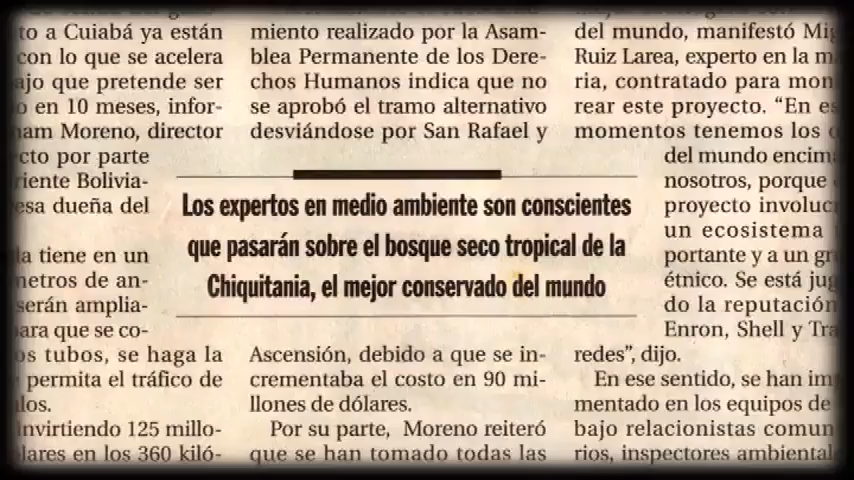 to a Cuiabá ya están
con lo que se acelera
ajo que pretende ser
o en 10 meses, infor-
ham Moreno, director
cto por parte
riente Bolivia-
esa dueña del
la tiene en un
metros de an-
serán amplia-
ara que se co-
os tubos, se haga la
permita el tráfico de
los.
invirtiendo 125 millo-
lares en los 360 kiló-
miento realizado por la Asam-
blea Permanente de los Dere-
chos Humanos indica que no
se aprobó el tramo alternativo
desviándose por San Rafael y
Los expertos en medio ambiente son conscientes
que pasarán sobre el bosque seco tropical de la
Chiquitania, el mejor conservado del mundo
Ascensión, debido a que se in-
crementaba el costo en 90 mi-
llones de dólares.
Por su parte, Moreno reiteró
que se han tomado todas las
del mundo, manifestó Mig
Ruiz Larea, experto en la m
ria, contratado para mon
rear este proyecto. “En es
momentos tenemos los o
del mundo encima
nosotros, porque
proyecto involuc
un ecosistema
portante y a un gr
étnico. Se está jug
do la reputación
Enron, Shell y Tra
redes”, dijo.
En ese sentido, se han im
mentado en los equipos de
bajo relacionistas comun
rios, inspectores ambiental